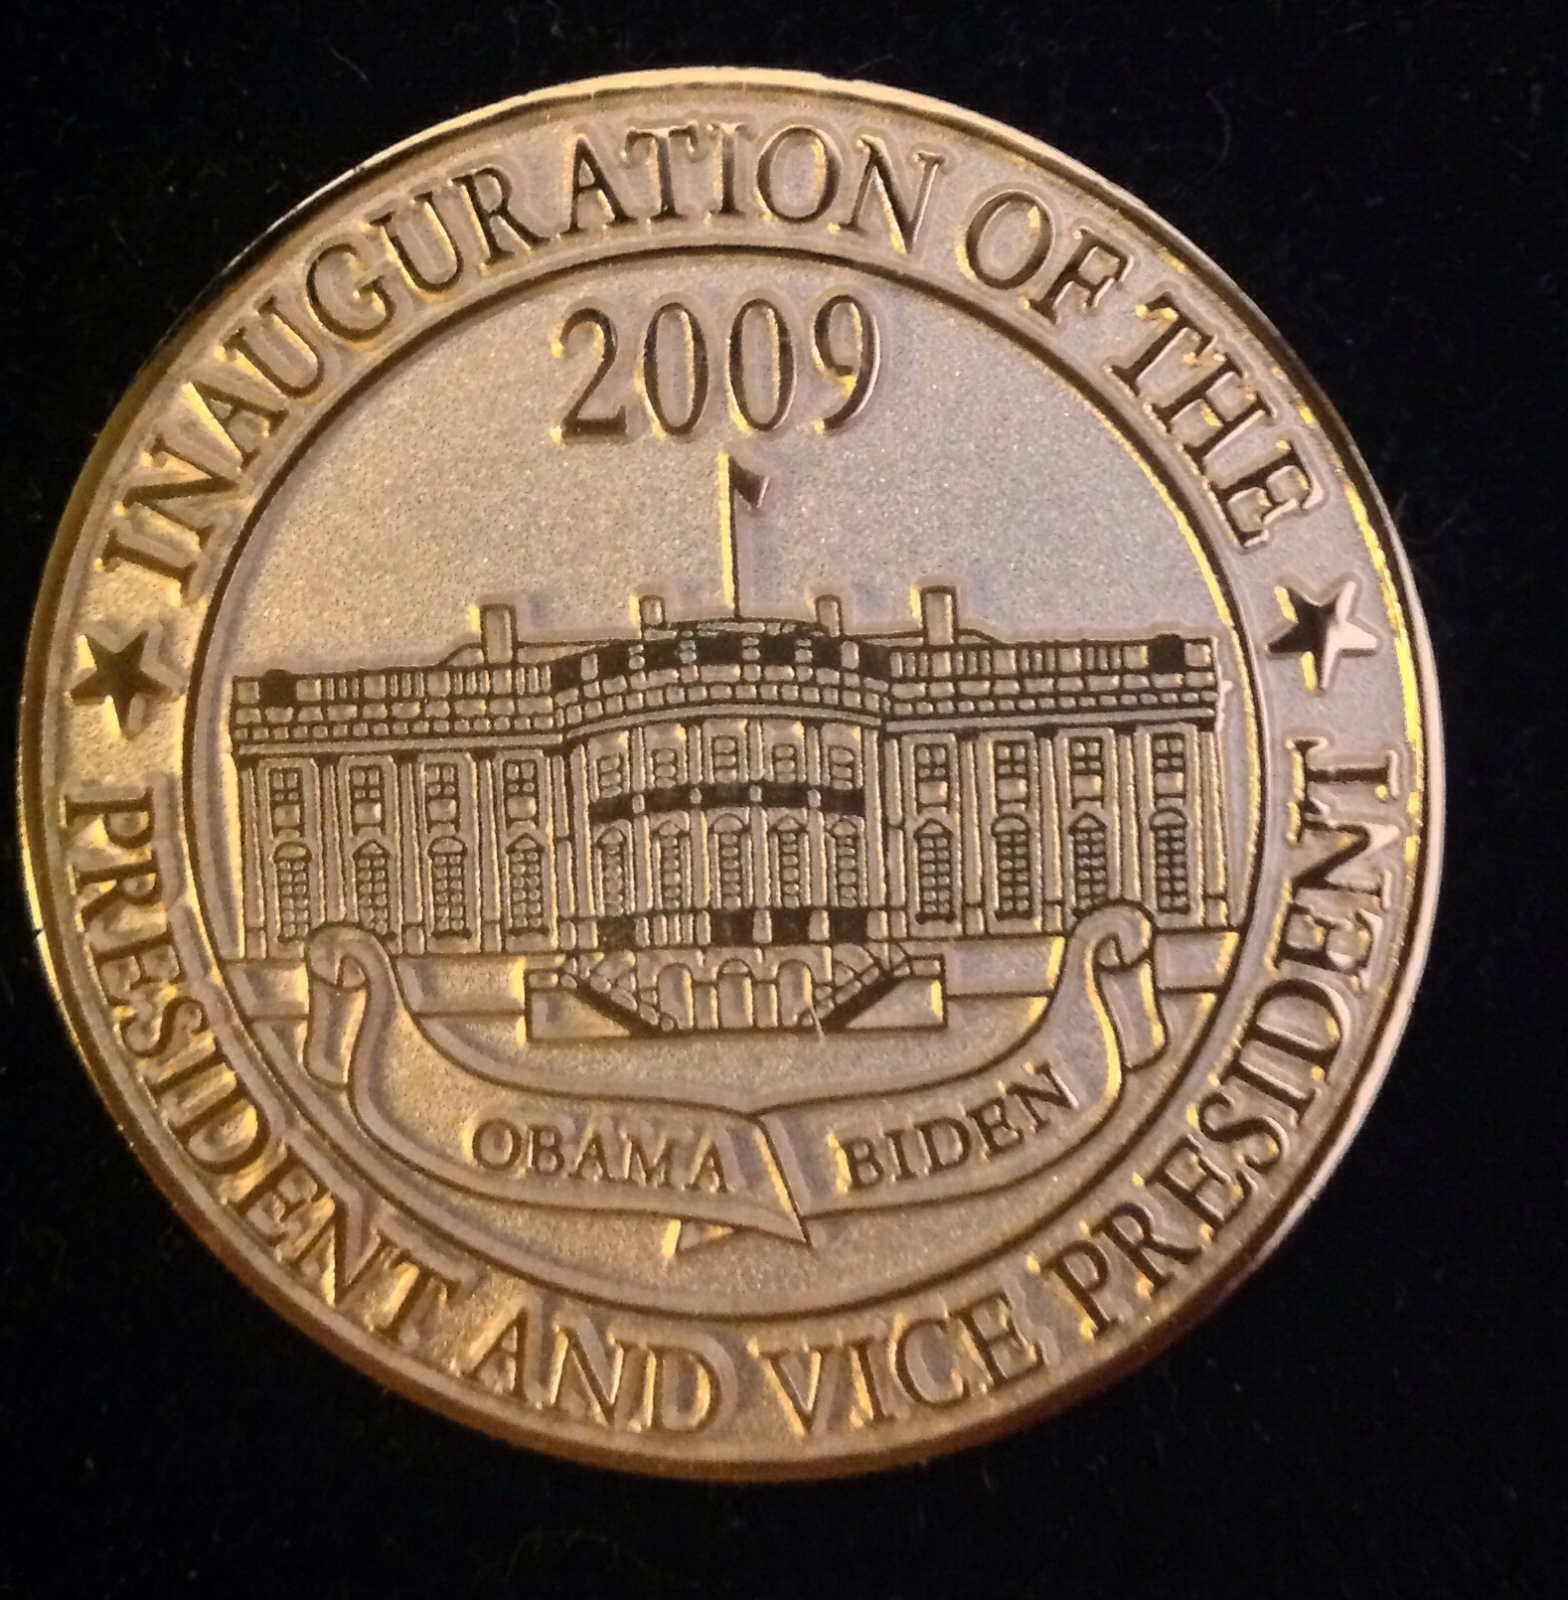 INAUGURATION OF THE
2009
OBAMA BIDEN
PRESIDENT AND VICE PRESIDENT